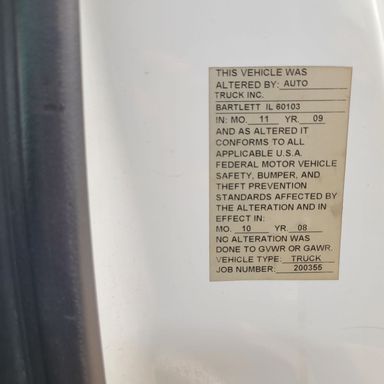 THIS VEHICLE WAS
ALTERED BY: AUTO
TRUCK INC.
BARTLETT IL 60103
IN: MO. 11 YR. 09
AND AS ALTERED IT
CONFORMS TO ALL
APPLICABLE U.S.A.
FEDERAL MOTOR VEHICLE
SAFETY, BUMPER, AND
THEFT PREVENTION
STANDARDS AFFECTED BY
THE ALTERATION AND IN
EFFECT IN:
MO. 10 YR. 08
NO ALTERATION WAS
DONE TO GVWR OR GAWR.
VEHICLE TYPE: TRUCK
JOB NUMBER: 200355